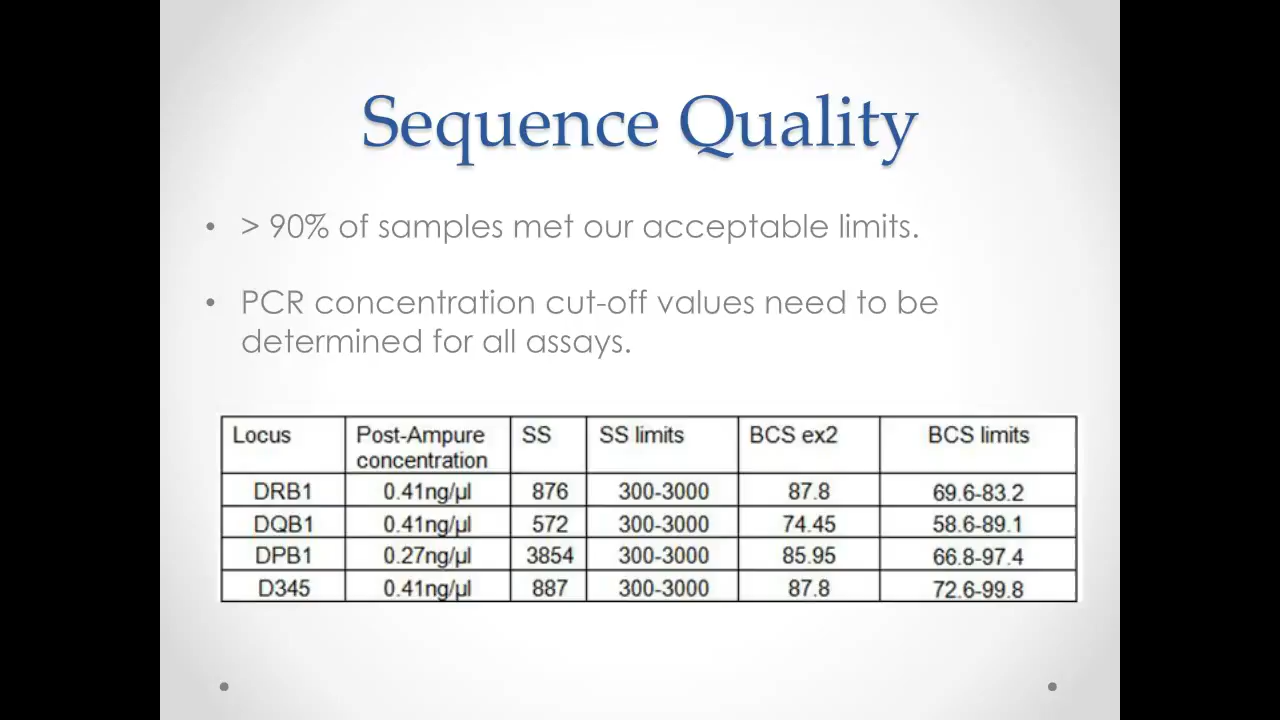 Sequence Quality
• > 90% of samples met our acceptable limits.
• PCR concentration cut-off values need to be
determined for all assays.
Locus Post-Ampure concentration SS SS limits BCS ex2 BCS limits
DRB1 0.41ng/µl 876 300-3000 87.8 69.6-83.2
DQB1 0.41ng/µl 572 300-3000 74.45 58.6-89.1
DPB1 0.27ng/µl 3854 300-3000 85.95 66.8-97.4
D345 0.41ng/µl 887 300-3000 87.8 72.6-99.8